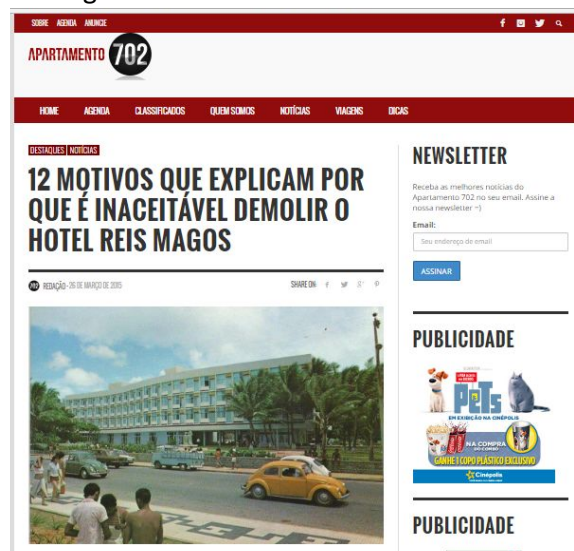 SOBRE AGENDA ANUNCIE
APARTAMENTO 702
HOME AGENDA CLASSIFICADOS QUEM SOMOS NOTÍCIAS VIAGENS DICAS
DESTAQUES | NOTÍCIAS
12 MOTIVOS QUE EXPLICAM POR
QUE É INACEITÁVEL DEMOLIR O
HOTEL REIS MAGOS
702 REDAÇÃO - 26 DE MARÇO DE 2015 SHARE ON
NEWSLETTER
Receba as melhores notícias do
Apartamento 702 no seu email. Assine a
nossa newsletter =)
Email:
Seu endereço de email
ASSINAR
PUBLICIDADE
PETS
EM EXIBIÇÃO NA CINÉPOLIS
NA COMPRA
DO COMBO
GANHE 1 COPO PLÁSTICO EXCLUSIVO
Cinépolis
PUBLICIDADE